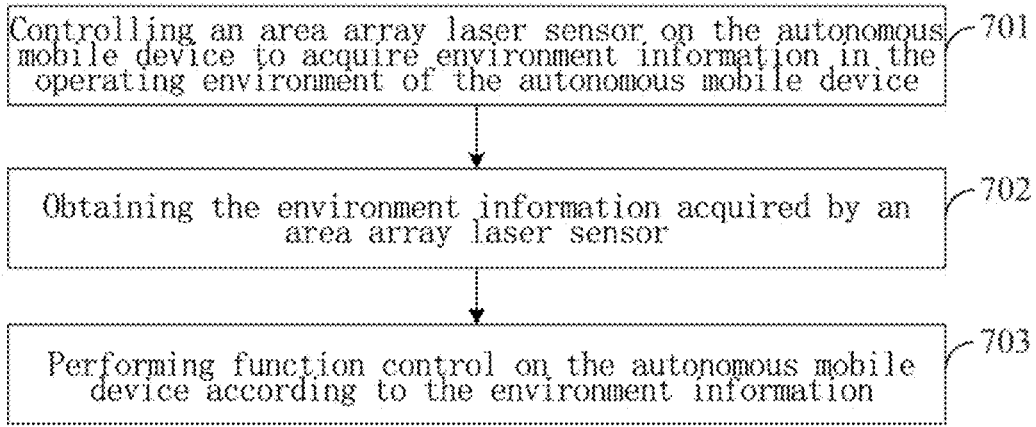 Controlling an area array laser sensor on the autonomous
mobile device to acquire environment information in the
operating environment of the autonomous mobile device
701
Obtaining the environment information acquired by an
area array laser sensor
702
Performing function control on the autonomous mobile
device according to the environment information
703